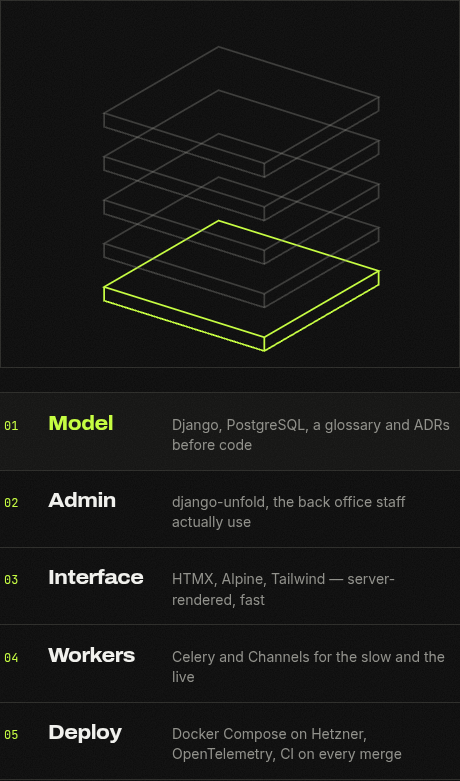 01 Model Django, PostgreSQL, a glossary and ADRs
before code
02 Admin django-unfold, the back office staff
actually use
03 Interface HTMX, Alpine, Tailwind — server-
rendered, fast
04 Workers Celery and Channels for the slow and the
live
05 Deploy Docker Compose on Hetzner,
OpenTelemetry, CI on every merge